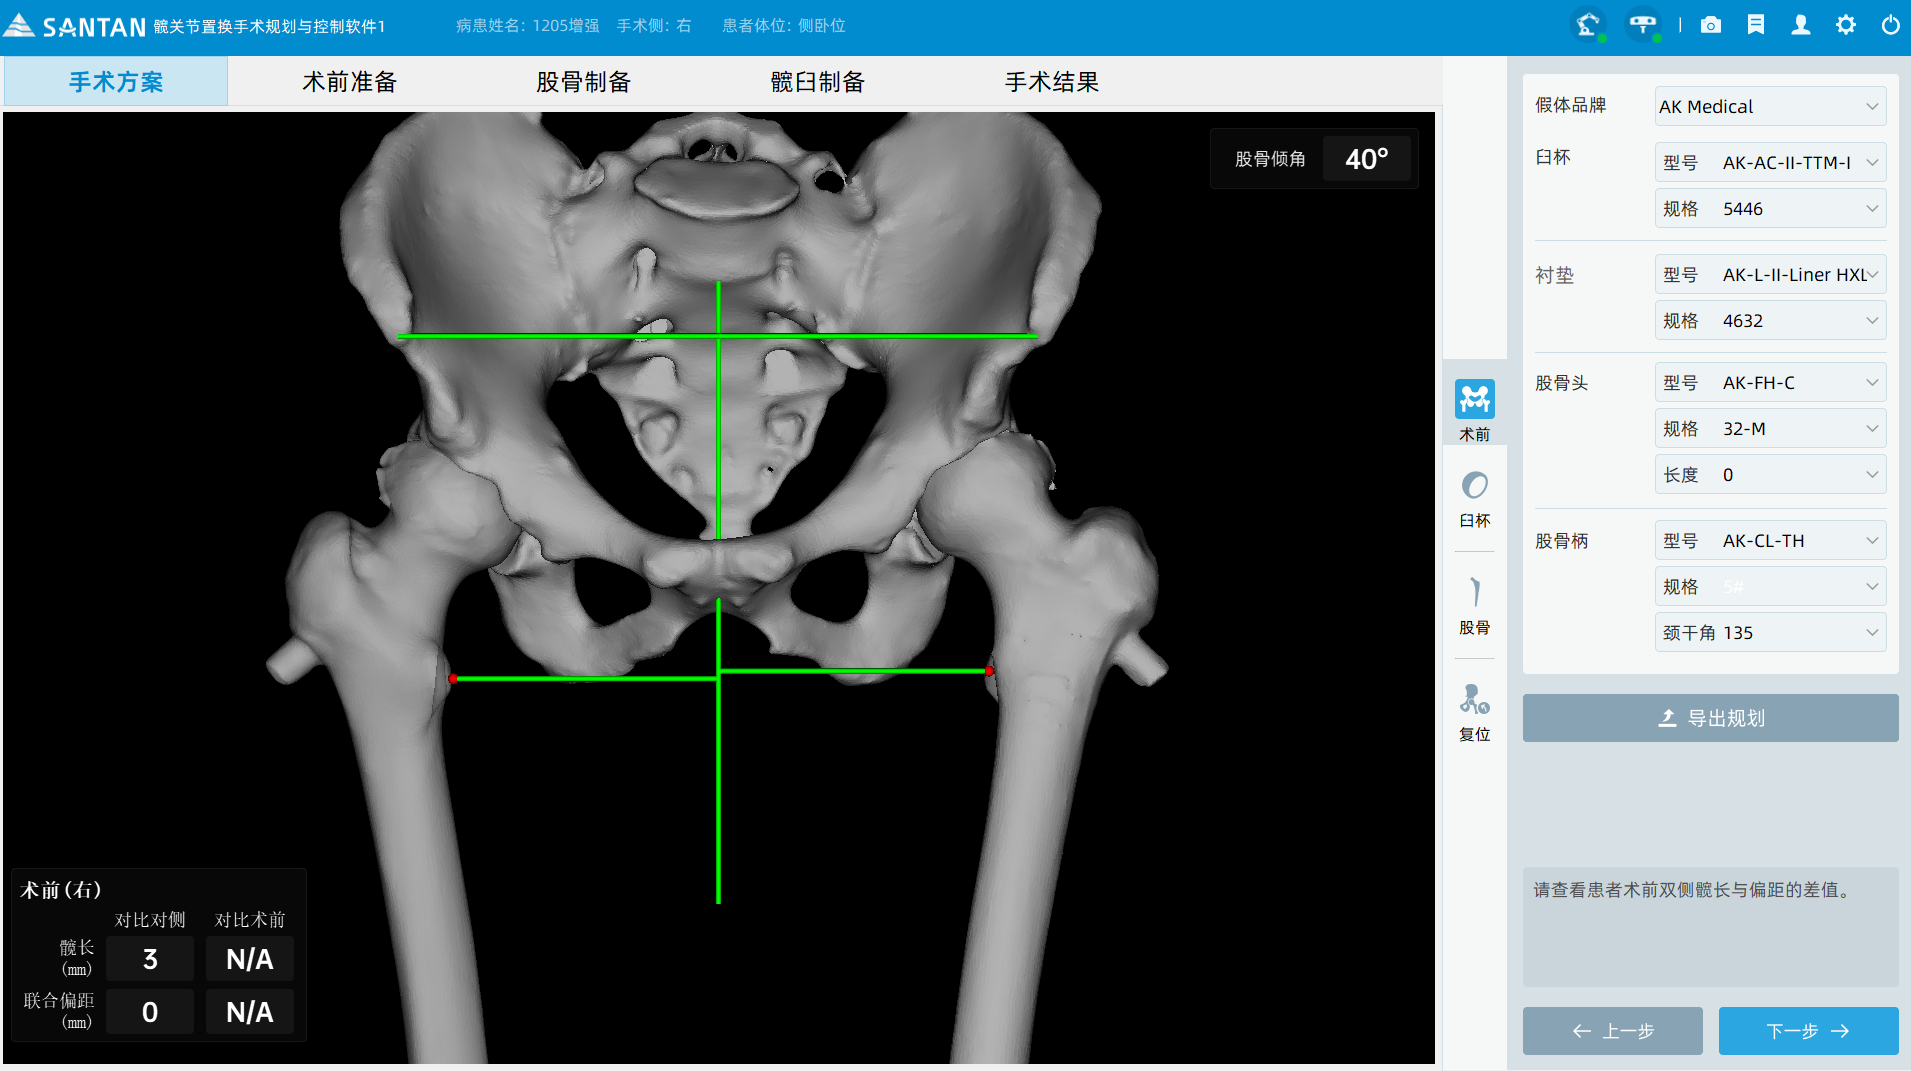 SANTAN 髋关节置换手术规划与控制软件1 病患姓名: 1205增强 手术侧: 右 患者体位: 侧卧位
手术方案 术前准备 股骨制备 髋臼制备 手术结果
股骨倾角 40°
术前(右)
对比对侧 对比术前
髋长 (mm) 3 N/A
联合偏距 (mm) 0 N/A
术前
臼杯
股骨
复位
假体品牌 AK Medical
臼杯 型号 AK-AC-II-TTM-I
规格 5446
衬垫 型号 AK-L-II-Liner HXL
规格 4632
股骨头 型号 AK-FH-C
规格 32-M
长度 0
股骨柄 型号 AK-CL-TH
规格 5#
颈干角 135
导出规划
请查看患者术前双侧髋长与偏距的差值。
上一步 下一步